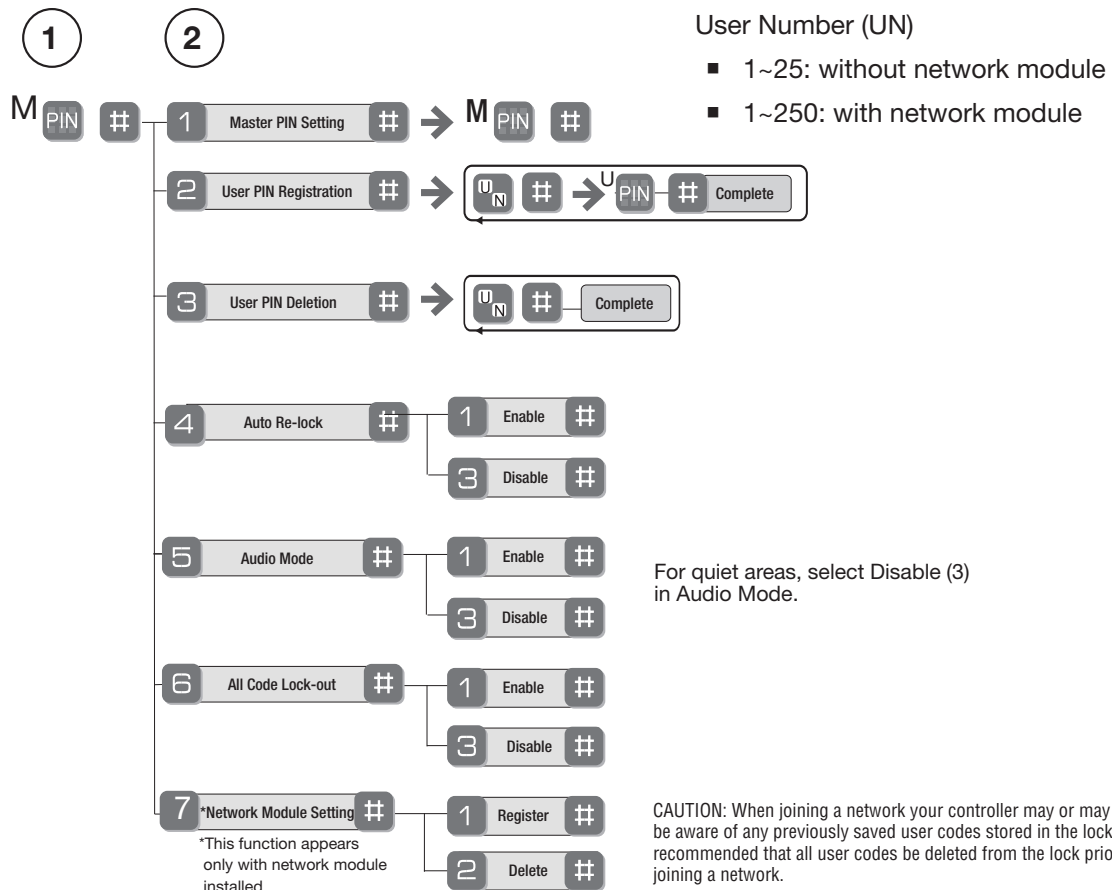 1
2
User Number (UN)
■ 1~25: without network module
■ 1~250: with network module
M PIN #
1 Master PIN Setting # M PIN #
2 User PIN Registration # UN # U PIN # Complete
3 User PIN Deletion # UN # Complete
4 Auto Re-lock # 1 Enable #
3 Disable #
5 Audio Mode # 1 Enable #
3 Disable #
For quiet areas, select Disable (3)
in Audio Mode.
6 All Code Lock-out # 1 Enable #
3 Disable #
7 *Network Module Setting # 1 Register #
2 Delete #
*This function appears
only with network module
installed
CAUTION: When joining a network your controller may or may
be aware of any previously saved user codes stored in the lock
recommended that all user codes be deleted from the lock prio
joining a network.